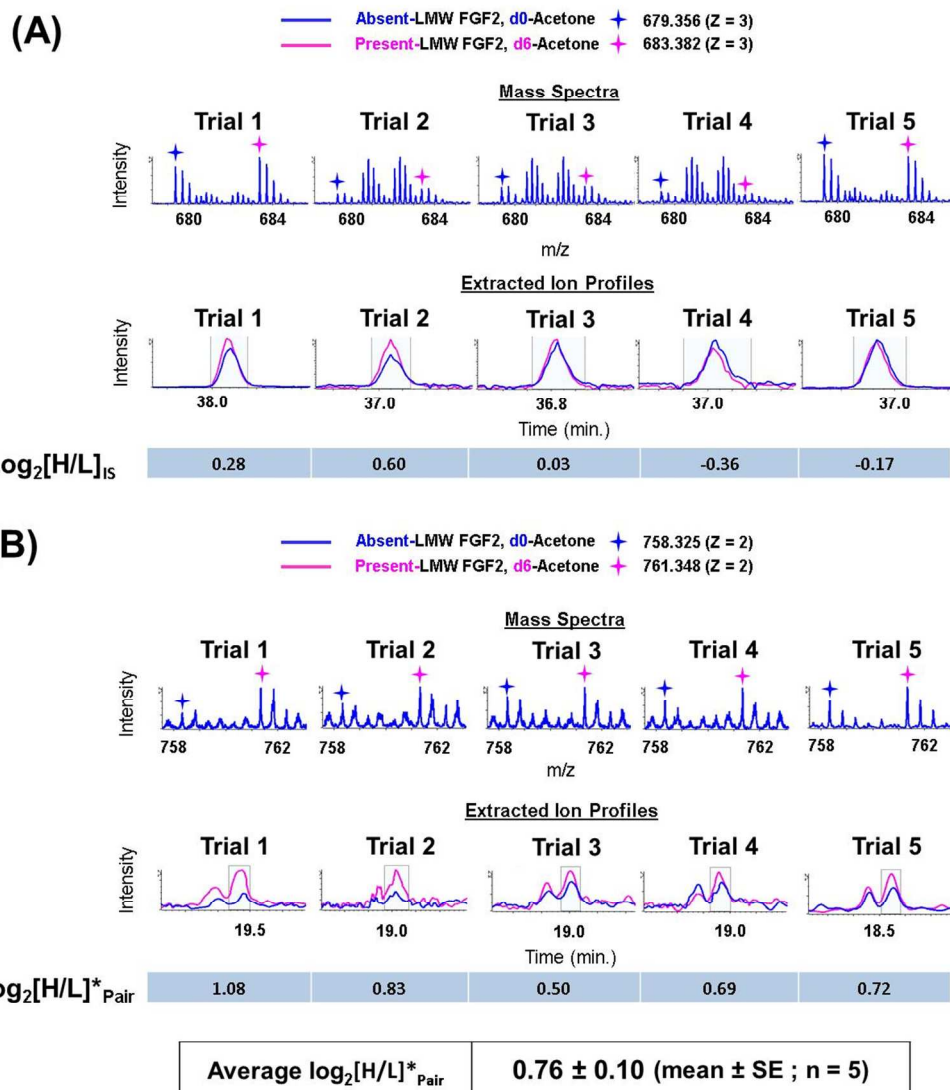 (A)
Absent-LMW FGF2, d0-Acetone 679.356 (Z = 3)
Present-LMW FGF2, d6-Acetone 683.382 (Z = 3)
Mass Spectra
Trial 1 Trial 2 Trial 3 Trial 4 Trial 5
Intensity
680 684 680 684 680 684 680 684 680 684
m/z
Extracted Ion Profiles
Trial 1 Trial 2 Trial 3 Trial 4 Trial 5
Intensity
38.0 37.0 36.8 37.0 37.0
Time (min.)
og2[H/L]IS 0.28 0.60 0.03 -0.36 -0.17
B)
Absent-LMW FGF2, d0-Acetone 758.325 (Z = 2)
Present-LMW FGF2, d6-Acetone 761.348 (Z = 2)
Mass Spectra
Trial 1 Trial 2 Trial 3 Trial 4 Trial 5
Intensity
758 762 758 762 758 762 758 762 758 762
m/z
Extracted Ion Profiles
Trial 1 Trial 2 Trial 3 Trial 4 Trial 5
Intensity
19.5 19.0 19.0 19.0 18.5
Time (min.)
og2[H/L]*Pair 1.08 0.83 0.50 0.69 0.72
Average log2[H/L]*Pair 0.76 ± 0.10 (mean ± SE ; n = 5)